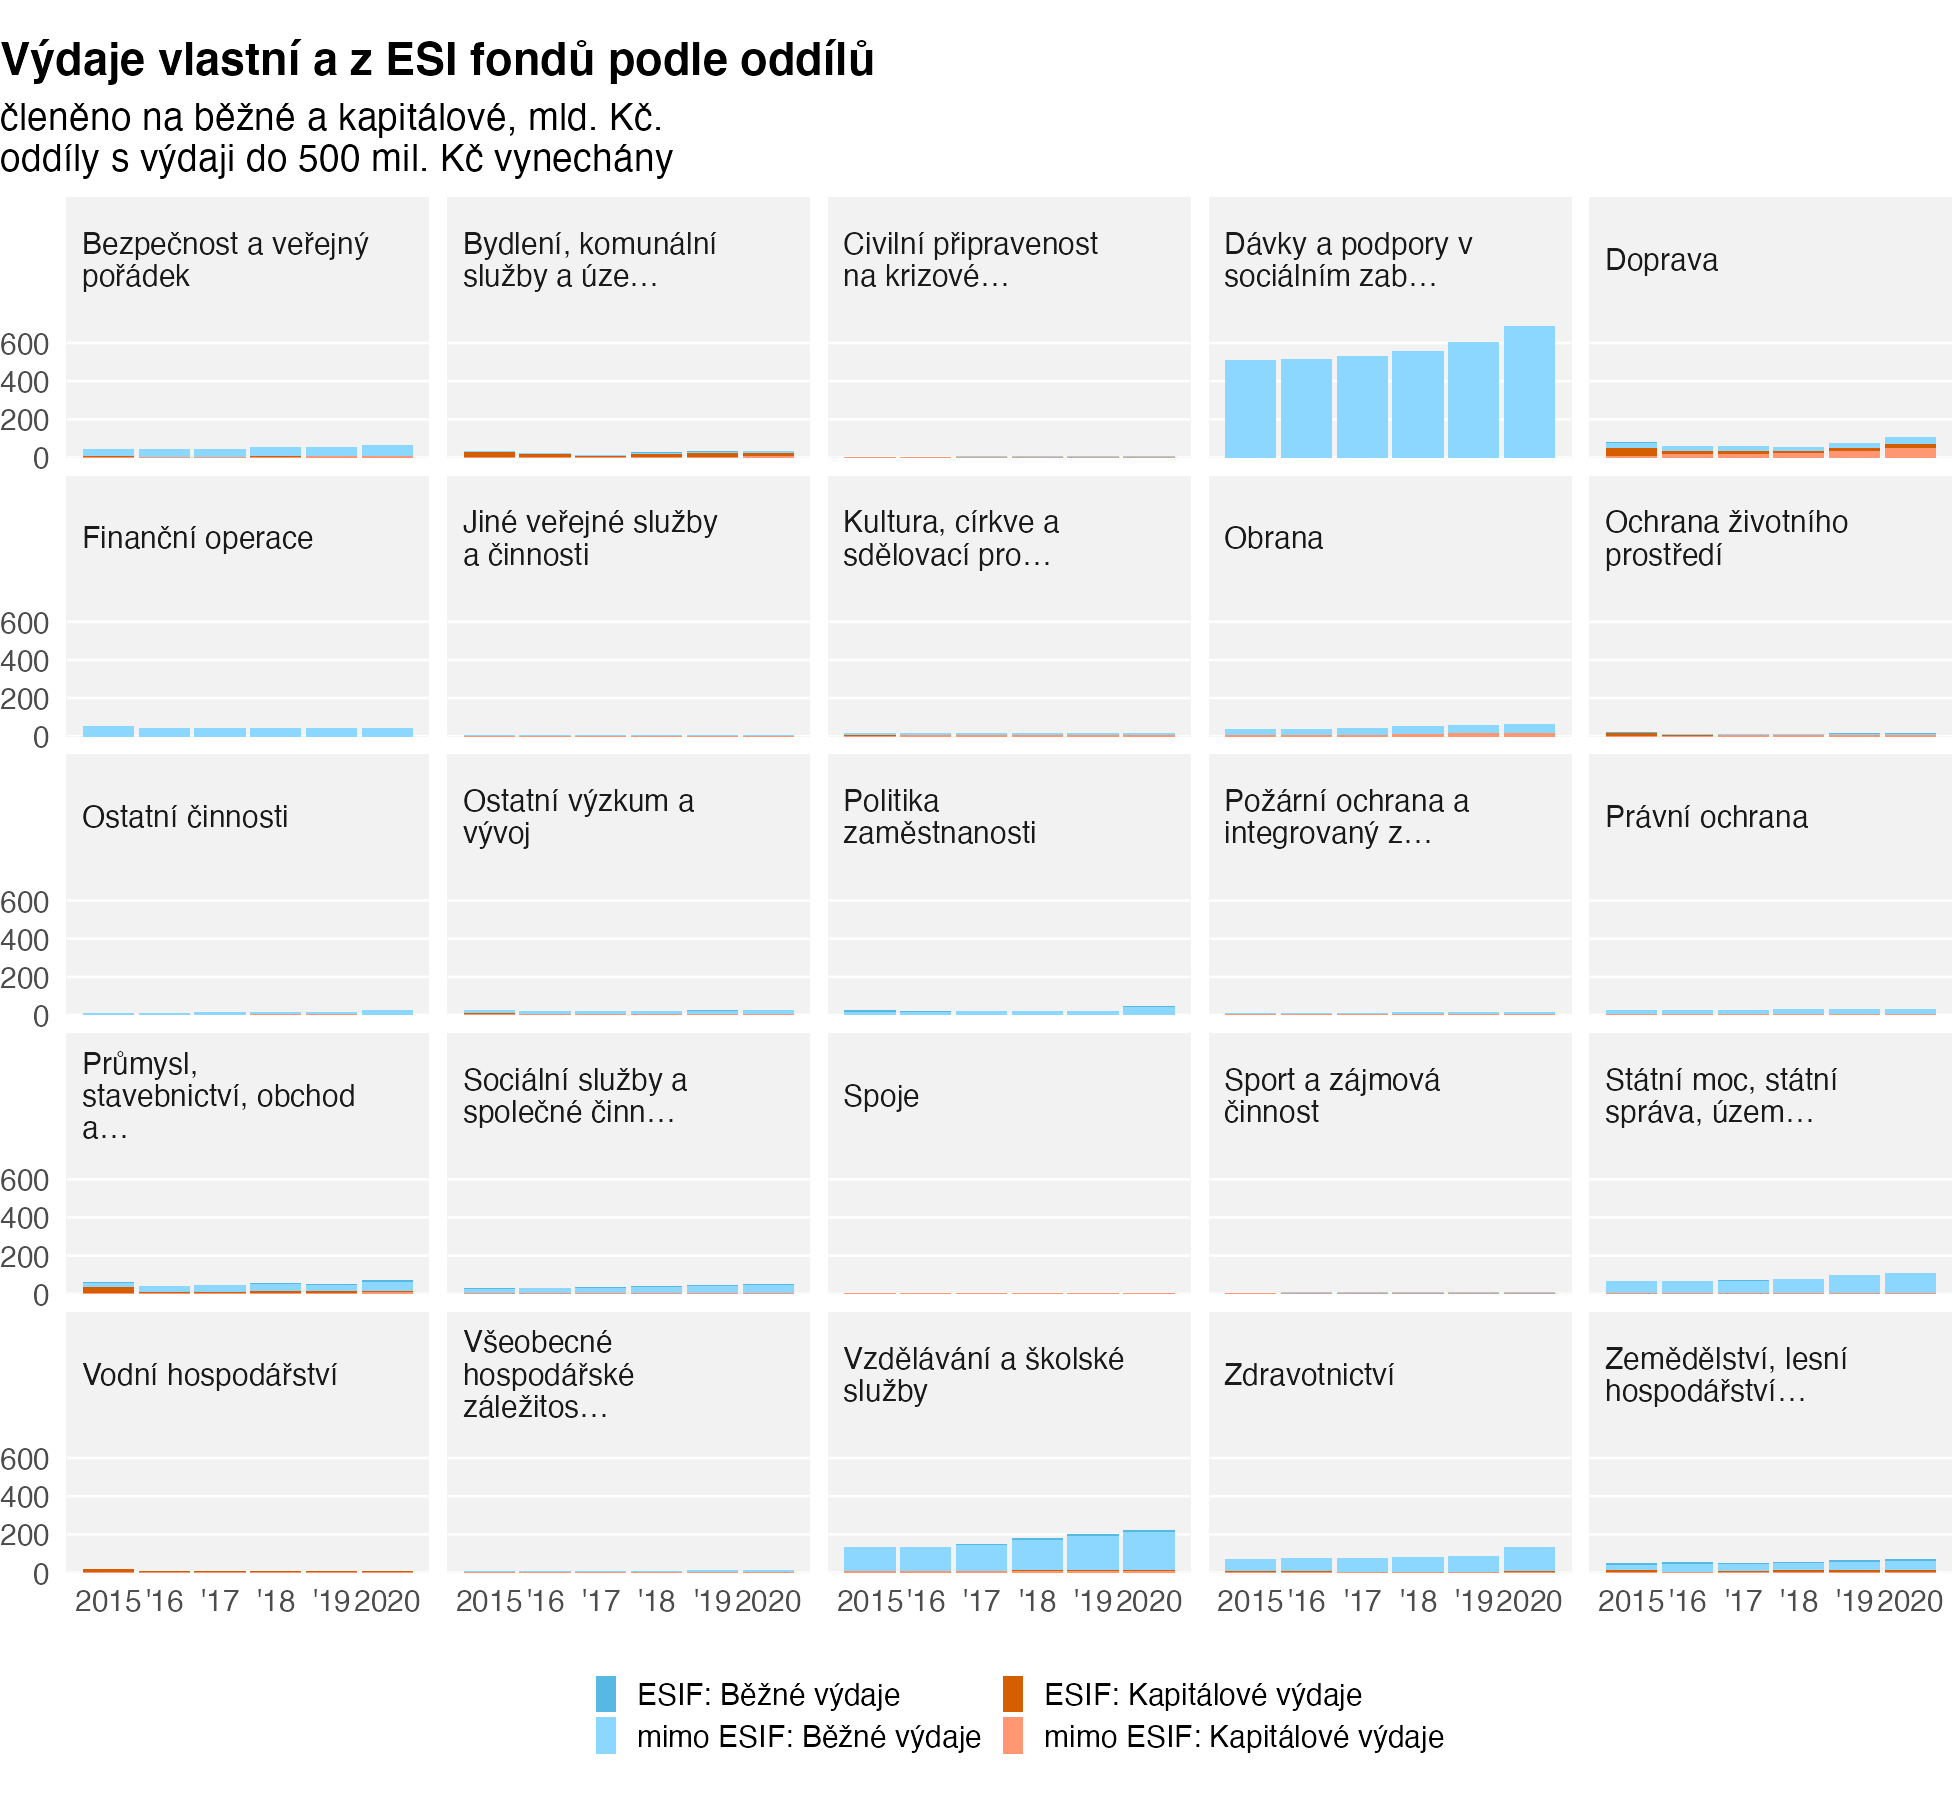 Výdaje vlastní a z ESI fondů podle oddílů
členěno na běžné a kapitálové, mld. Kč.
oddíly s výdaji do 500 mil. Kč vynechány
Bezpečnost a veřejný
pořádek
Bydlení, komunální
služby a úze…
Civilní připravenost
na krizové…
Dávky a podpory v
sociálním zab…
Doprava
600
400
200
0
Finanční operace
Jiné veřejné služby
a činnosti
Kultura, církve a
sdělovací pro…
Obrana
Ochrana životního
prostředí
600
400
200
0
Ostatní činnosti
Ostatní výzkum a
vývoj
Politika
zaměstnanosti
Požární ochrana a
integrovaný z…
Právní ochrana
600
400
200
0
Průmysl,
stavebnictví, obchod
a…
Sociální služby a
společné činn…
Spoje
Sport a zájmová
činnost
Státní moc, státní
správa, územ…
600
400
200
0
Vodní hospodářství
Všeobecné
hospodářské
záležitos…
Vzdělávání a školské
služby
Zdravotnictví
Zemědělství, lesní
hospodářství…
600
400
200
0
2015 '16 '17 '18 '19 2020
2015 '16 '17 '18 '19 2020
2015 '16 '17 '18 '19 2020
2015 '16 '17 '18 '19 2020
2015 '16 '17 '18 '19 2020
ESIF: Běžné výdaje
mimo ESIF: Běžné výdaje
ESIF: Kapitálové výdaje
mimo ESIF: Kapitálové výdaje